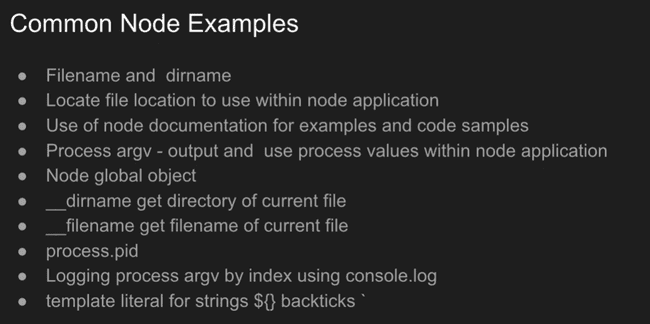 Common Node Examples
● Filename and  dirname
● Locate file location to use within node application
● Use of node documentation for examples and code samples
● Process argv - output and  use process values within node application
● Node global object
● __dirname get directory of current file
● __filename get filename of current file
● process.pid
● Logging process argv by index using console.log
● template literal for strings ${} backticks `